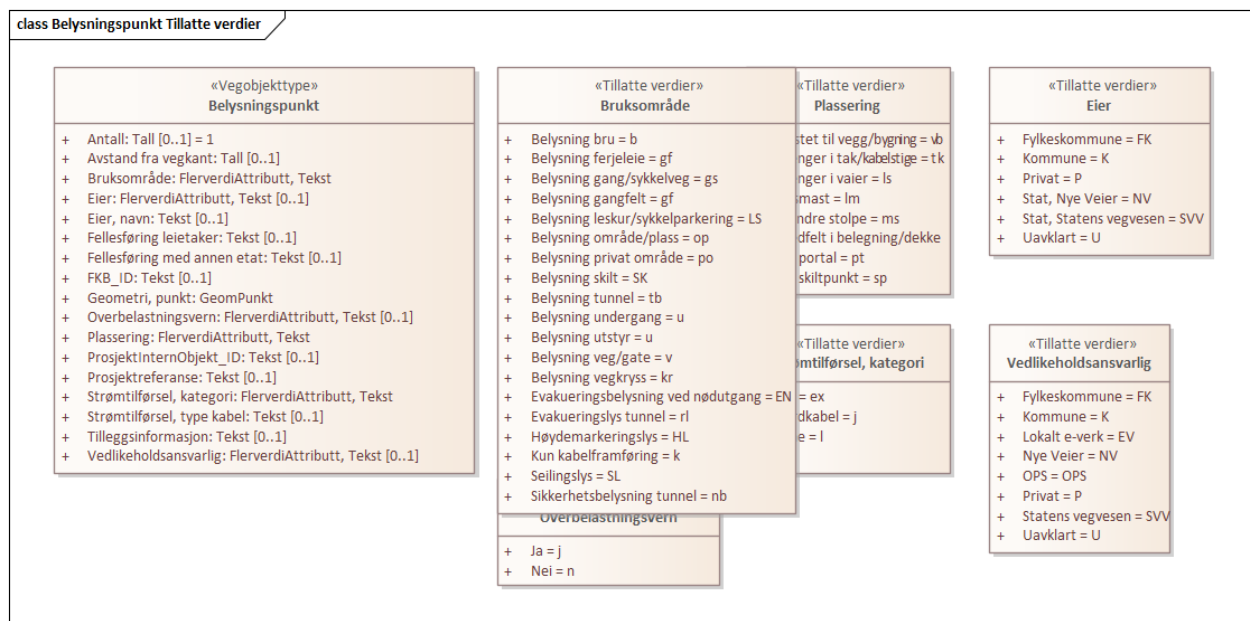 class Belysningspunkt Tillatte verdier
«Vegobjekttype»
Belysningspunkt
+ Antall: Tall [0..1] = 1
+ Avstand fra vegkant: Tall [0..1]
+ Bruksområde: FlerverdiAttributt, Tekst
+ Eier: FlerverdiAttributt, Tekst [0..1]
+ Eier, navn: Tekst [0..1]
+ Fellesføring leietaker: Tekst [0..1]
+ Fellesføring med annen etat: Tekst [0..1]
+ FKB_ID: Tekst [0..1]
+ Geometri, punkt: GeomPunkt
+ Overbelastningsvern: FlerverdiAttributt, Tekst [0..1]
+ Plassering: FlerverdiAttributt, Tekst
+ ProsjektInternObjekt_ID: Tekst [0..1]
+ Prosjektreferanse: Tekst [0..1]
+ Strømtilførsel, kategori: FlerverdiAttributt, Tekst
+ Strømtilførsel, type kabel: Tekst [0..1]
+ Tilleggsinformasjon: Tekst [0..1]
+ Vedlikeholdsansvarlig: FlerverdiAttributt, Tekst [0..1]
«Tillatte verdier»
Bruksområde
+ Belysning bru = b
+ Belysning ferjeleie = gf
+ Belysning gang/sykkelveg = gs
+ Belysning gangfelt = gf
+ Belysning leskur/sykkelparkering = LS
+ Belysning område/plass = op
+ Belysning privat område = po
+ Belysning skilt = SK
+ Belysning tunnel = tb
+ Belysning undergang = u
+ Belysning utstyr = u
+ Belysning veg/gate = v
+ Belysning vegkryss = kr
+ Evakueringsbelysning ved nødutgang = EN
+ Evakueringslys tunnel = rl
+ Høydemarkeringslys = HL
+ Kun kabelframføring = k
+ Seilingslys = SL
+ Sikkerhetsbelysning tunnel = nb
Overbelastningsvern
+ Ja = j
+ Nei = n
«Tillatte verdier»
Plassering
stet til vegg/bygning = vb
nger i tak/kabelstige = tk
nger i vaier = ls
smast = lm
ndre stolpe = ms
dfelt i belegning/dekke
portal = pt
skiltpunkt = sp
«Tillatte verdier»
mtilførsel, kategori
= ex
dkabel = j
e = l
«Tillatte verdier»
Eier
+ Fylkeskommune = FK
+ Kommune = K
+ Privat = P
+ Stat, Nye Veier = NV
+ Stat, Statens vegvesen = SVV
+ Uavklart = U
«Tillatte verdier»
Vedlikeholdsansvarlig
+ Fylkeskommune = FK
+ Kommune = K
+ Lokalt e-verk = EV
+ Nye Veier = NV
+ OPS = OPS
+ Privat = P
+ Statens vegvesen = SVV
+ Uavklart = U